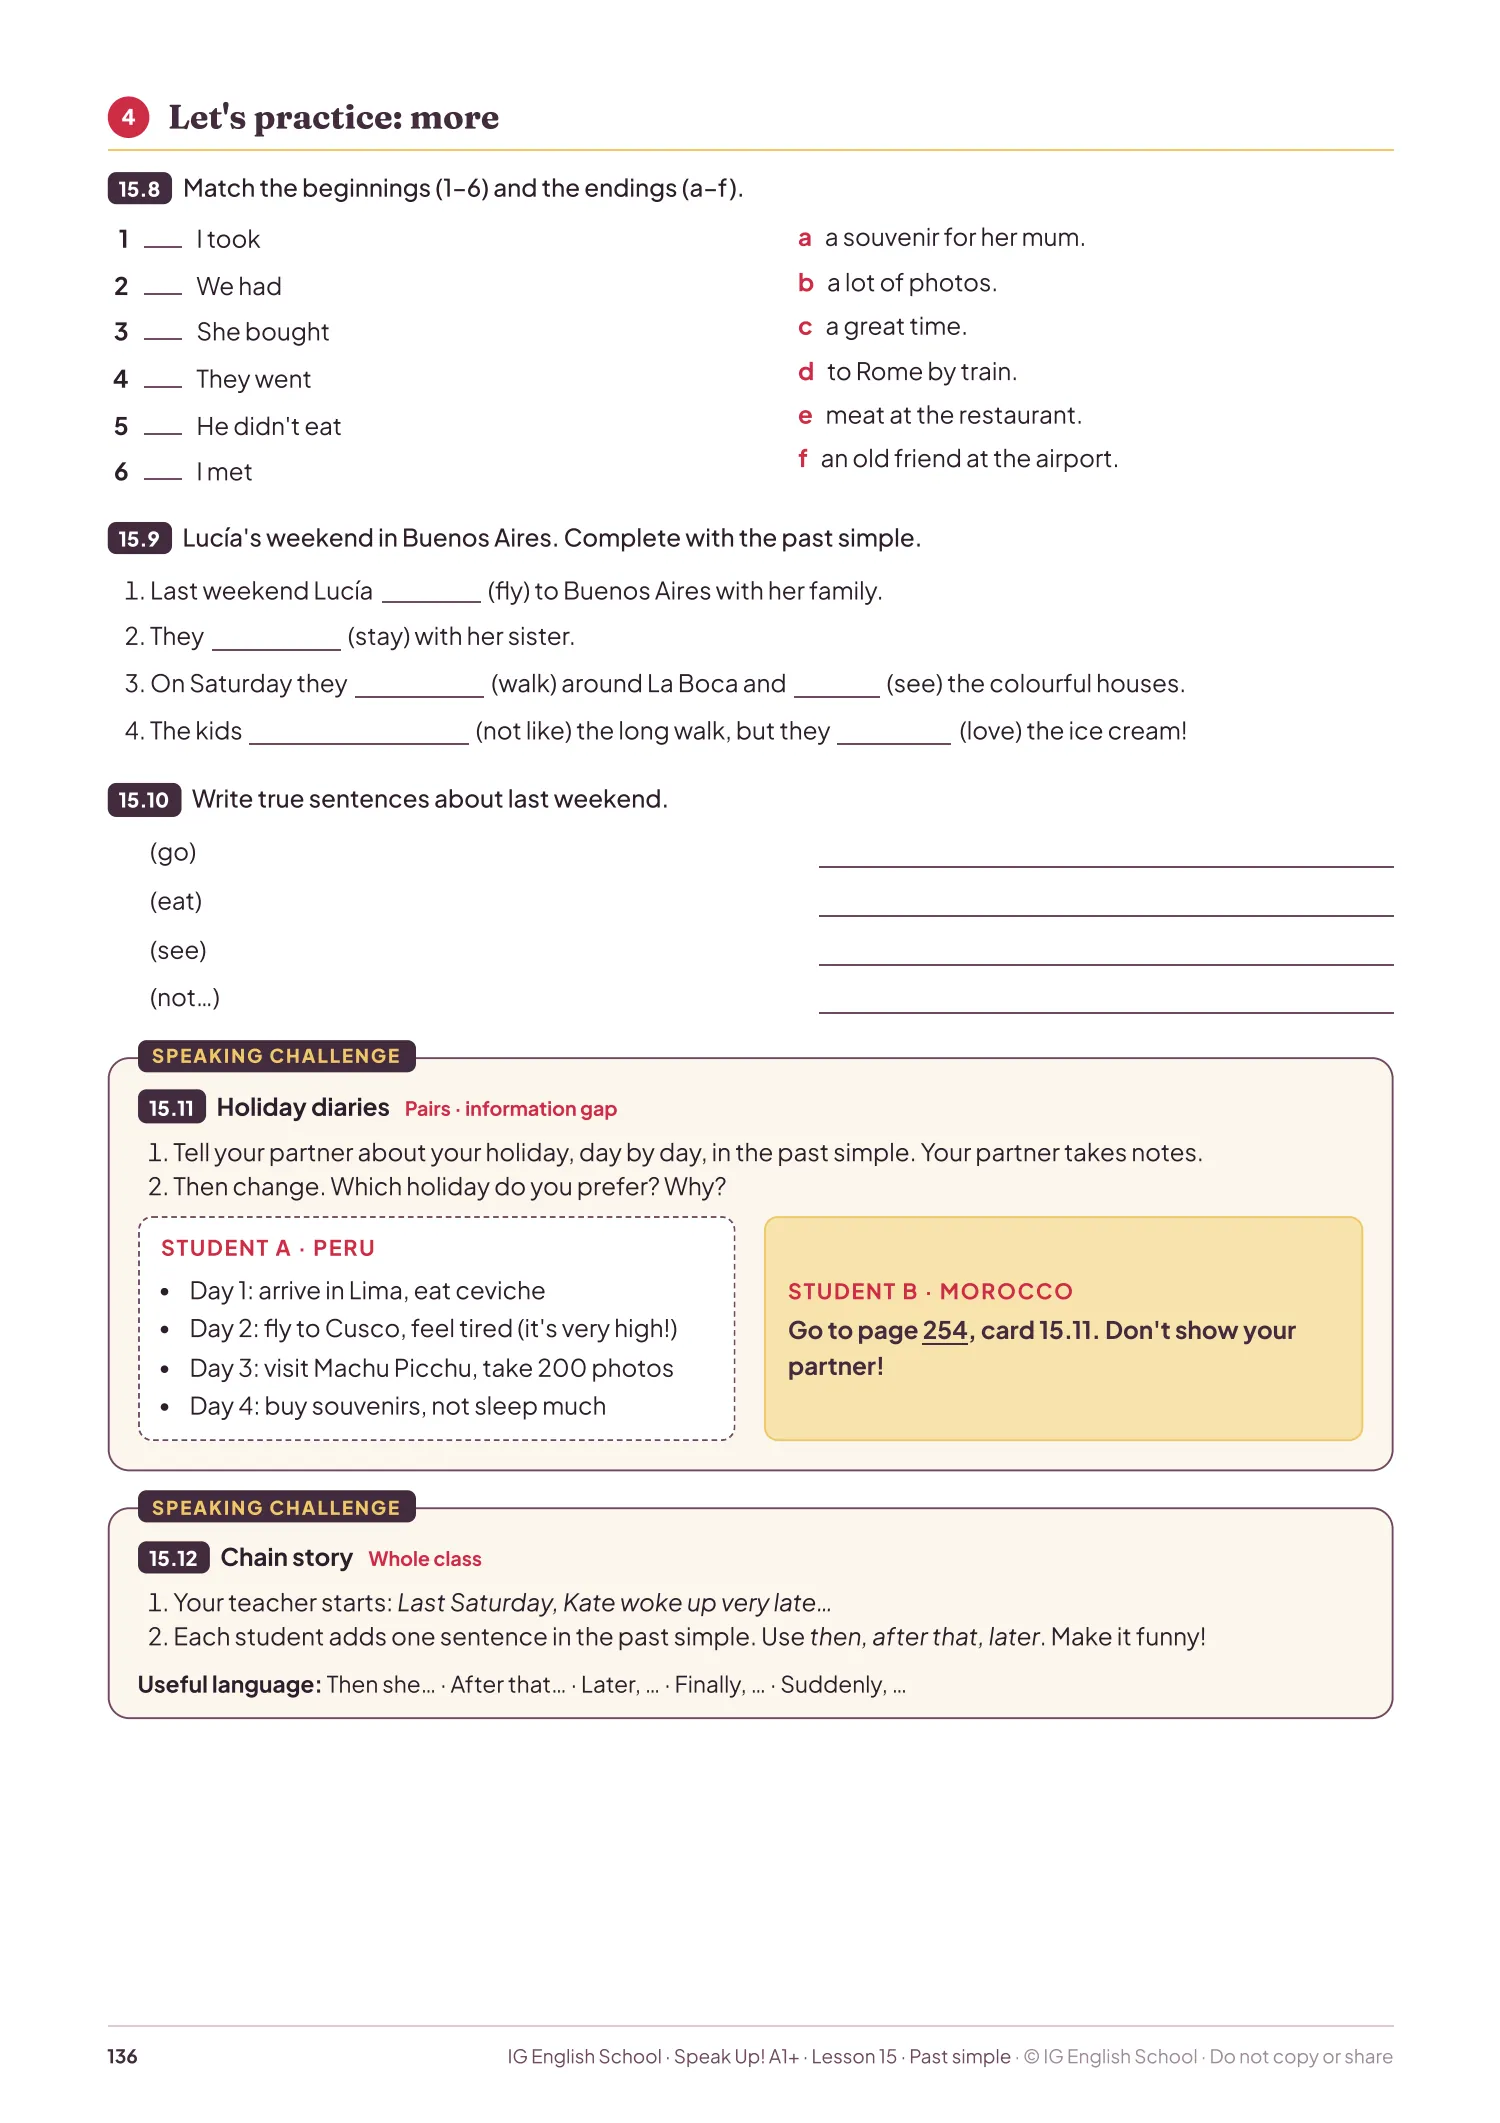 4 Let's practice: more
15.8 Match the beginnings (1–6) and the endings (a–f).
1 ___ I took
2 ___ We had
3 ___ She bought
4 ___ They went
5 ___ He didn't eat
6 ___ I met
a a souvenir for her mum.
b a lot of photos.
c a great time.
d to Rome by train.
e meat at the restaurant.
f an old friend at the airport.
15.9 Lucía's weekend in Buenos Aires. Complete with the past simple.
1. Last weekend Lucía ________ (fly) to Buenos Aires with her family.
2. They __________ (stay) with her sister.
3. On Saturday they __________ (walk) around La Boca and _______ (see) the colourful houses.
4. The kids _________________ (not like) the long walk, but they _________ (love) the ice cream!
15.10 Write true sentences about last weekend.
(go)
(eat)
(see)
(not…)
SPEAKING CHALLENGE
15.11 Holiday diaries Pairs · information gap
1. Tell your partner about your holiday, day by day, in the past simple. Your partner takes notes.
2. Then change. Which holiday do you prefer? Why?
STUDENT A · PERU
• Day 1: arrive in Lima, eat ceviche
• Day 2: fly to Cusco, feel tired (it's very high!)
• Day 3: visit Machu Picchu, take 200 photos
• Day 4: buy souvenirs, not sleep much
STUDENT B · MOROCCO
Go to page 254, card 15.11. Don't show your
partner!
SPEAKING CHALLENGE
15.12 Chain story Whole class
1. Your teacher starts: Last Saturday, Kate woke up very late…
2. Each student adds one sentence in the past simple. Use then, after that, later. Make it funny!
Useful language: Then she… · After that… · Later, … · Finally, … · Suddenly, …
136 IG English School · Speak Up! A1+ · Lesson 15 · Past simple · © IG English School · Do not copy or share